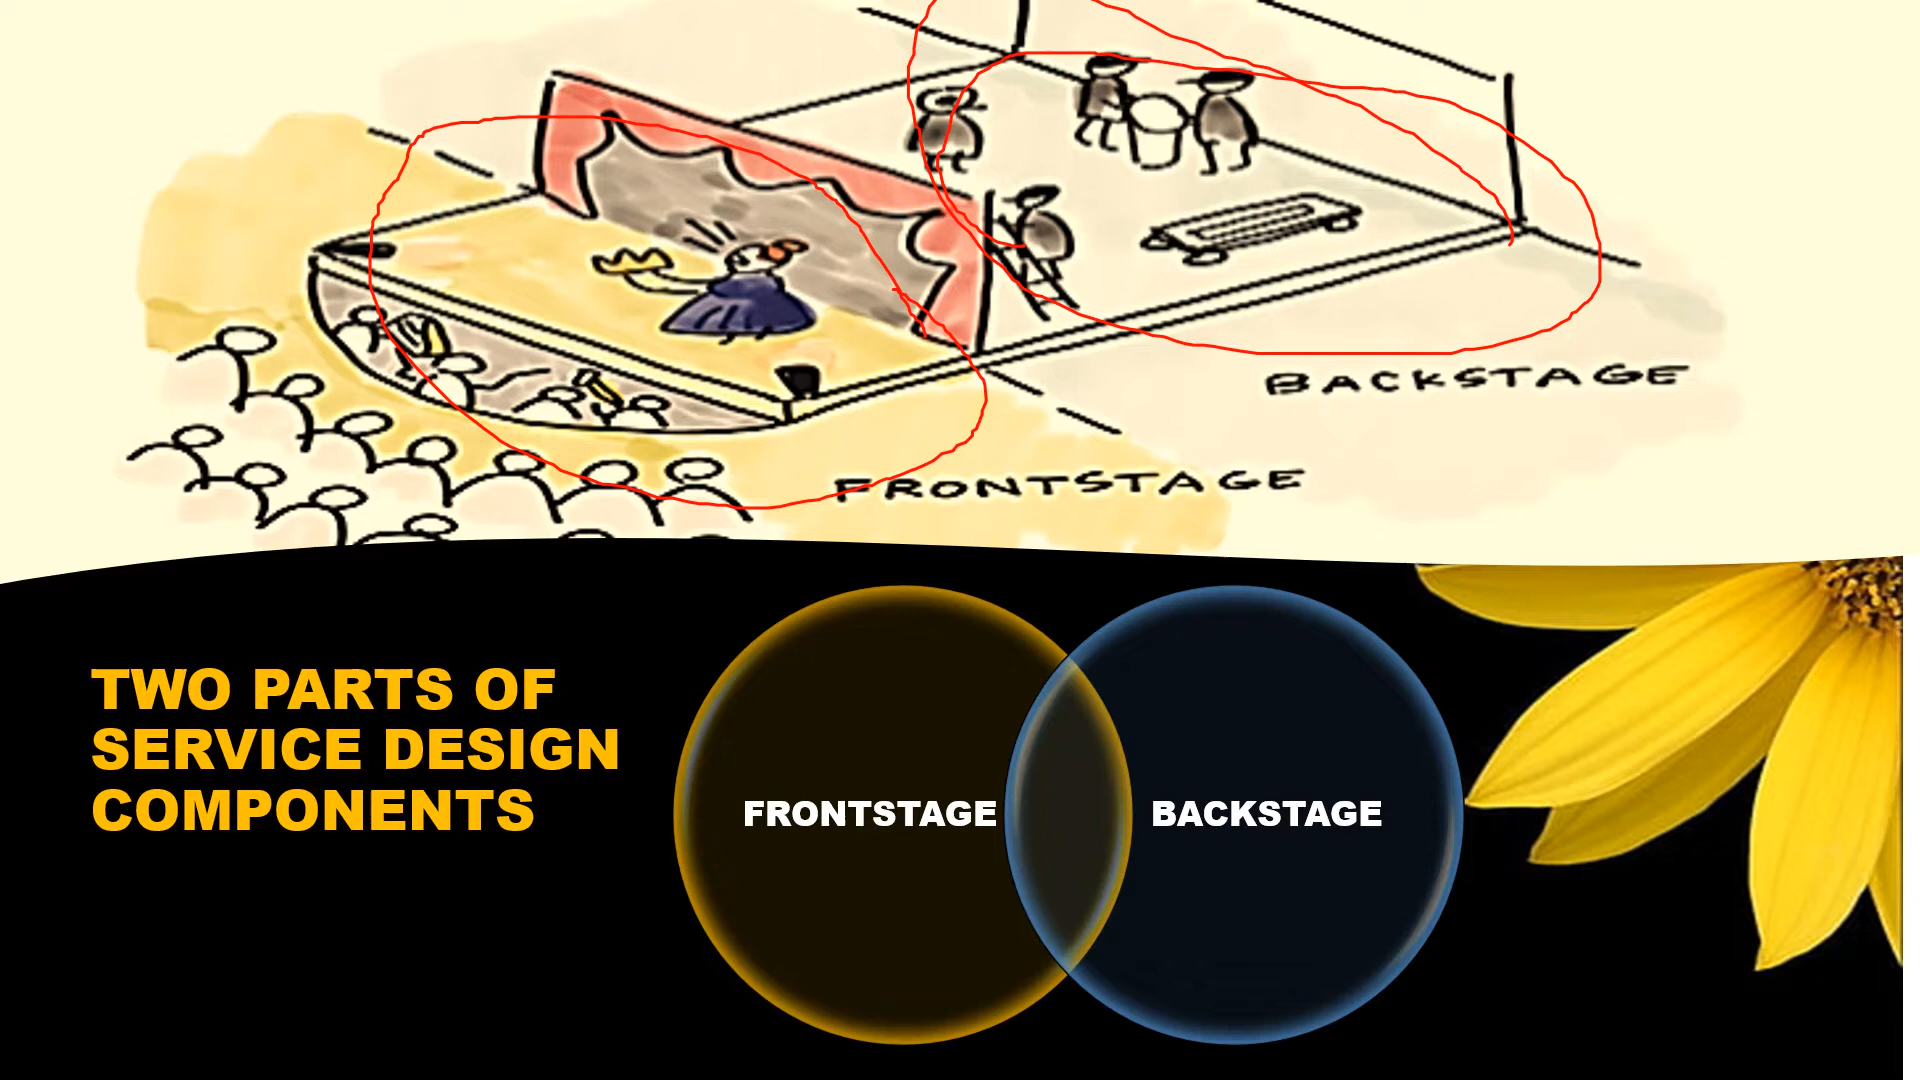 BACKSTAGE
FRONTSTAGE
TWO PARTS OF
SERVICE DESIGN
COMPONENTS
FRONTSTAGE
BACKSTAGE